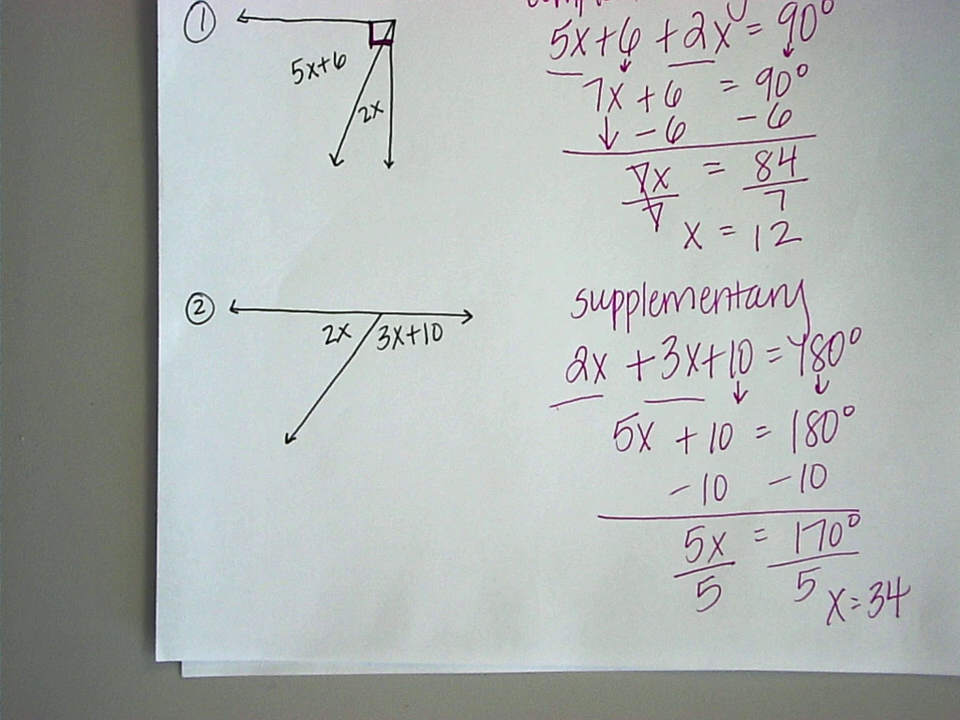 ①
5x+6
2x
5x+6 +2x = 90°
7x +6 = 90°
-6 -6
7x = 84
7 7
x = 12
②
2x 3x+10
supplementary
2x +3x+10 = 180°
5x +10 = 180°
-10 -10
5x = 170°
5 5
x=34